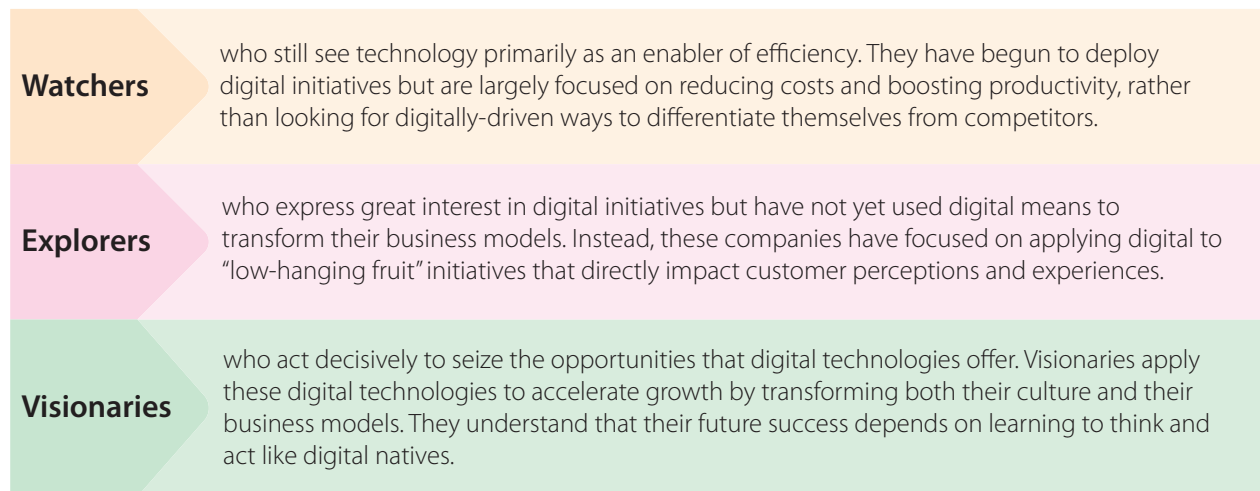 Watchers
who still see technology primarily as an enabler of efficiency. They have begun to deploy
digital initiatives but are largely focused on reducing costs and boosting productivity, rather
than looking for digitally-driven ways to differentiate themselves from competitors.
Explorers
who express great interest in digital initiatives but have not yet used digital means to
transform their business models. Instead, these companies have focused on applying digital to
“low-hanging fruit” initiatives that directly impact customer perceptions and experiences.
Visionaries
who act decisively to seize the opportunities that digital technologies offer. Visionaries apply
these digital technologies to accelerate growth by transforming both their culture and their
business models. They understand that their future success depends on learning to think and
act like digital natives.